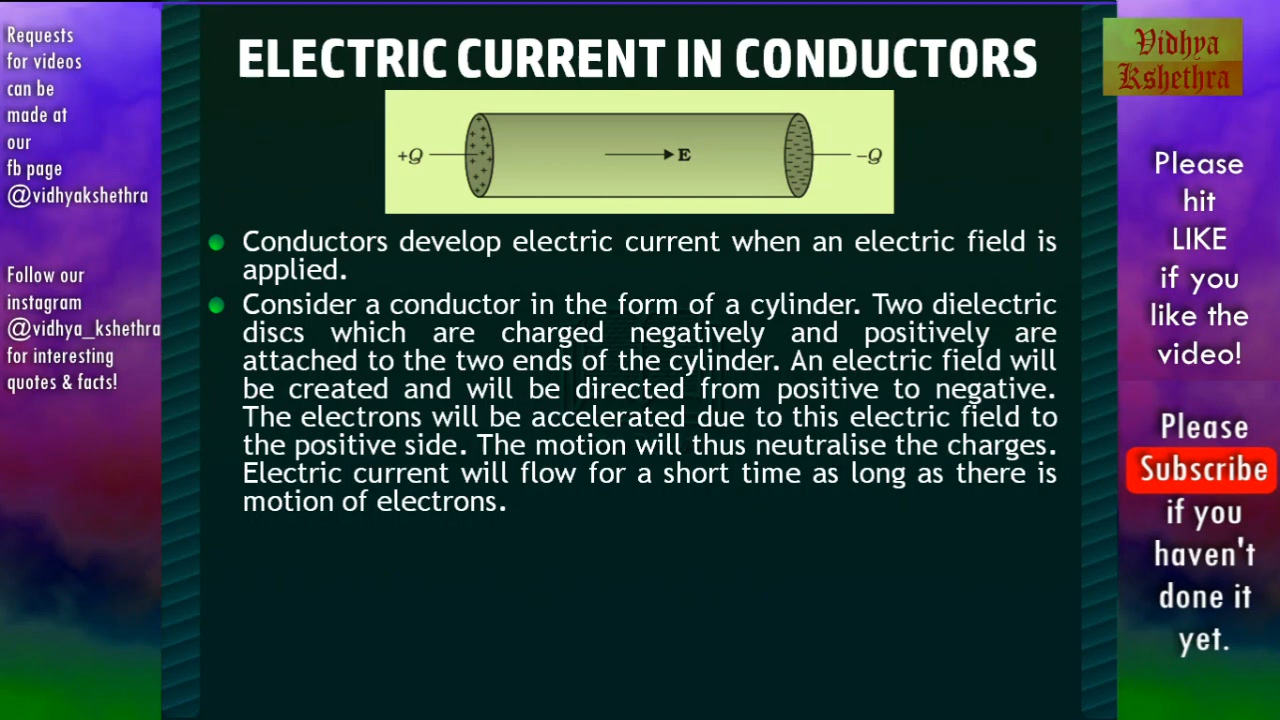 Requests
for videos
can be
made at
our
fb page
@vidhyakshethra
Follow our
instagram
@vidhya_kshethra
for interesting
quotes & facts!
ELECTRIC CURRENT IN CONDUCTORS
+Q
E
–Q
Conductors develop electric current when an electric field is
applied.
Consider a conductor in the form of a cylinder. Two dielectric
discs which are charged negatively and positively are
attached to the two ends of the cylinder. An electric field will
be created and will be directed from positive to negative.
The electrons will be accelerated due to this electric field to
the positive side. The motion will thus neutralise the charges.
Electric current will flow for a short time as long as there is
motion of electrons.
Vidhya
Kshethra
Please
hit
LIKE
if you
like the
video!
Please
Subscribe
if you
haven't
done it
yet.